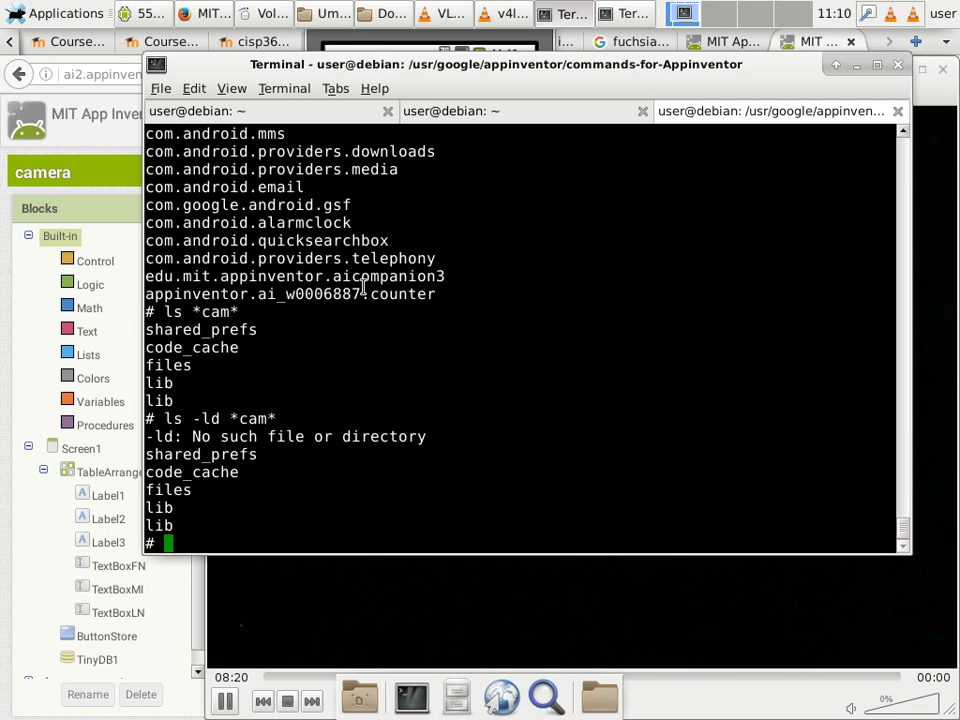 Applications
55...
MIT...
Vol...
Um...
Do...
VL...
v4l...
Ter...
Ter...
11:10
user
Course...
Course...
cisp36...
i...
fuchsia...
MIT Ap...
MIT ...
Terminal - user@debian: /usr/google/appinventor/commands-for-Appinventor
ai2.appinven
File Edit View Terminal Tabs Help
MIT App Inver
user@debian: ~
user@debian: ~
user@debian: /usr/google/appinven...
camera
Blocks
Built-in
Control
Logic
Math
Text
Lists
Colors
Variables
Procedures
Screen1
TableArrang
Label1
Label2
Label3
TextBoxFN
TextBoxMI
TextBoxLN
ButtonStore
TinyDB1
Rename
Delete
com.android.mms
com.android.providers.downloads
com.android.providers.media
com.android.email
com.google.android.gsf
com.android.alarmclock
com.android.quicksearchbox
com.android.providers.telephony
edu.mit.appinventor.aicompanion3
appinventor.ai_w0006887.counter
# ls *cam*
shared_prefs
code_cache
files
lib
lib
# ls -ld *cam*
-ld: No such file or directory
shared_prefs
code_cache
files
lib
lib
#
08:20
00:00
0%